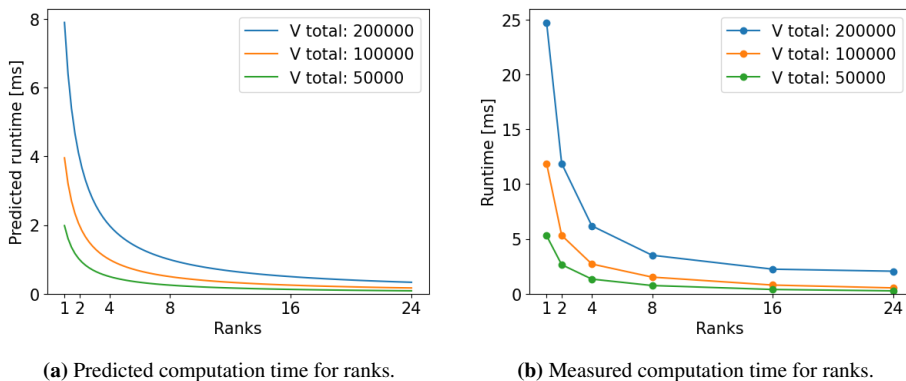 8
6
4
2
0
Predicted runtime [ms]
V total: 200000
V total: 100000
V total: 50000
1 2 4 8 16 24
Ranks
(a) Predicted computation time for ranks.
25
20
15
10
5
0
Runtime [ms]
V total: 200000
V total: 100000
V total: 50000
1 2 4 8 16 24
Ranks
(b) Measured computation time for ranks.